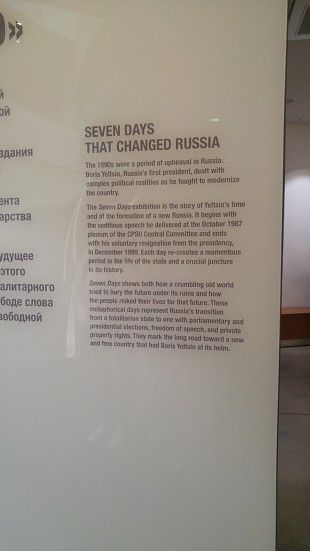 О»
й
ой
здания
ента
арства
удущее
этого
алитарного
боде слова
вободной
SEVEN DAYS
THAT CHANGED RUSSIA
The 1990s were a period of upheaval in Russia.
Boris Yeltsin, Russia's first president, dealt with
complex political realities as he fought to modernize
the country.
The Seven Days exhibition is the story of Yeltsin's time
and of the formation of a new Russia. It begins with
the seditious speech he delivered at the October 1987
plenum of the CPSU Central Committee and ends
with his voluntary resignation from the presidency,
in December 1999. Each day re-creates a momentous
period in the life of the state and a crucial juncture
in its history.
Seven Days shows both how a crumbling old world
tried to bury the future under its ruins and how
the people risked their lives for that future. These
metaphorical days represent Russia's transition
from a totalitarian state to one with parliamentary and
presidential elections, freedom of speech, and private
property rights. They mark the long road toward a new
and free country that had Boris Yeltsin at its helm.